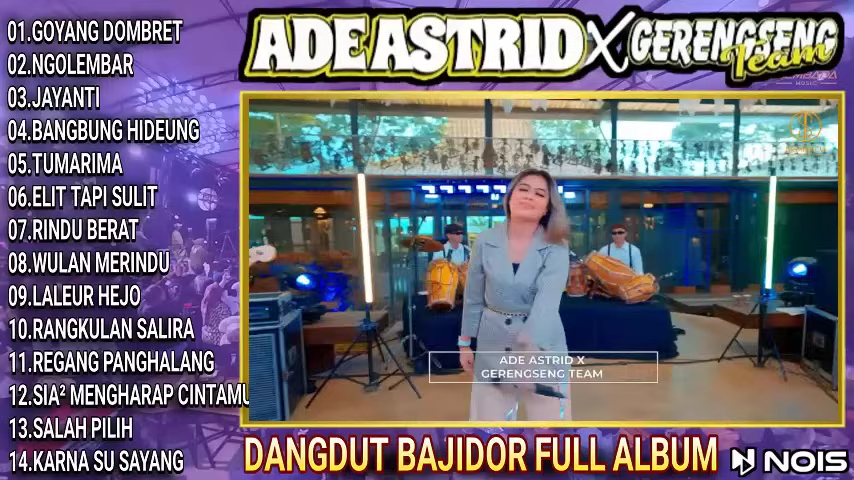 01.GOYANG DOMBRET
02.NGOLEMBAR
03.JAYANTI
04.BANGBUNG HIDEUNG
05.TUMARIMA
06.ELIT TAPI SULIT
07.RINDU BERAT
08.WULAN MERINDU
09.LALEUR HEJO
10.RANGKULAN SALIRA
11.REGANG PANGHALANG
12.SIA² MENGHARAP CINTAMU
13.SALAH PILIH
14.KARNA SU SAYANG
ADE ASTRID X GERENGSENG
Team
MUSIC
ADE ASTRID X
GERENGSENG TEAM
DANGDUT BAJIDOR FULL ALBUM
NOIS